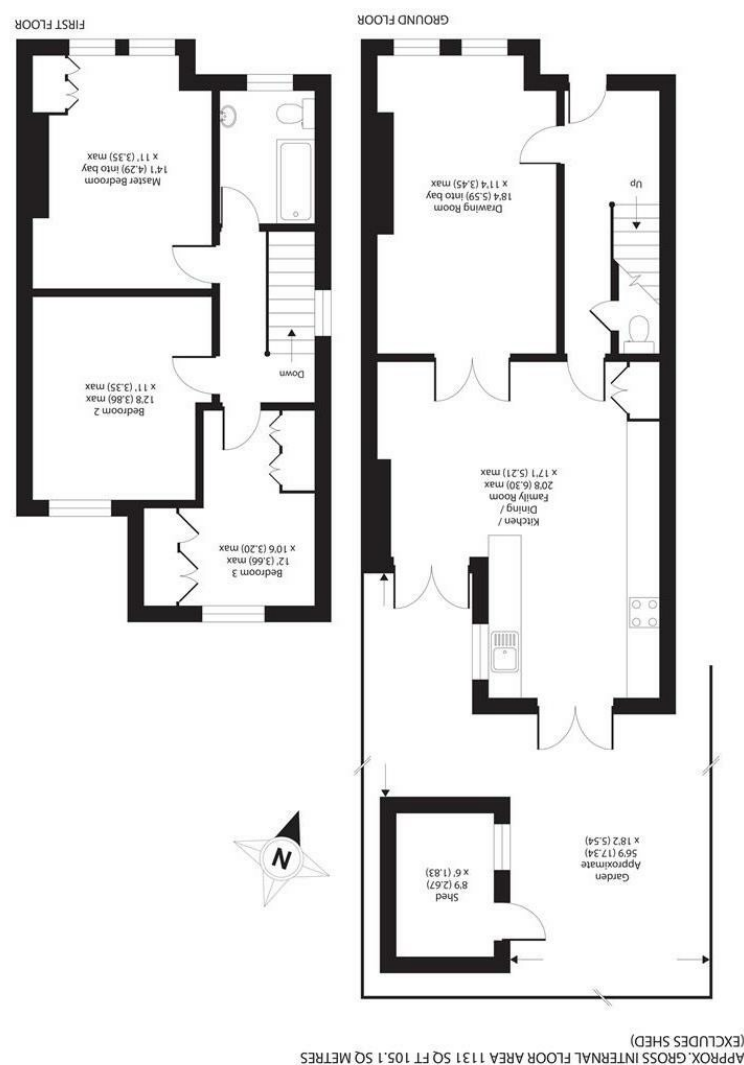 APPROX. GROSS INTERNAL FLOOR AREA 1131 SQ FT 105.1 SQ METRES
(EXCLUDES SHED)
Garden
Approximate
56'9 (17.34)
x 18'2 (5.54)
Shed
8'9 (2.67)
x 6' (1.83)
N
Kitchen /
Dining /
Family Room
20'8 (6.30) max
x 17'1 (5.21) max
Up
Drawing Room
18'4 (5.59) into bay
x 11'4 (3.45) max
GROUND FLOOR
Bedroom 3
12' (3.66) max
x 10'6 (3.20) max
Down
Bedroom 2
12'8 (3.86) max
x 11' (3.35) max
Master Bedroom
14'1 (4.29) into bay
x 11' (3.35) max
FIRST FLOOR